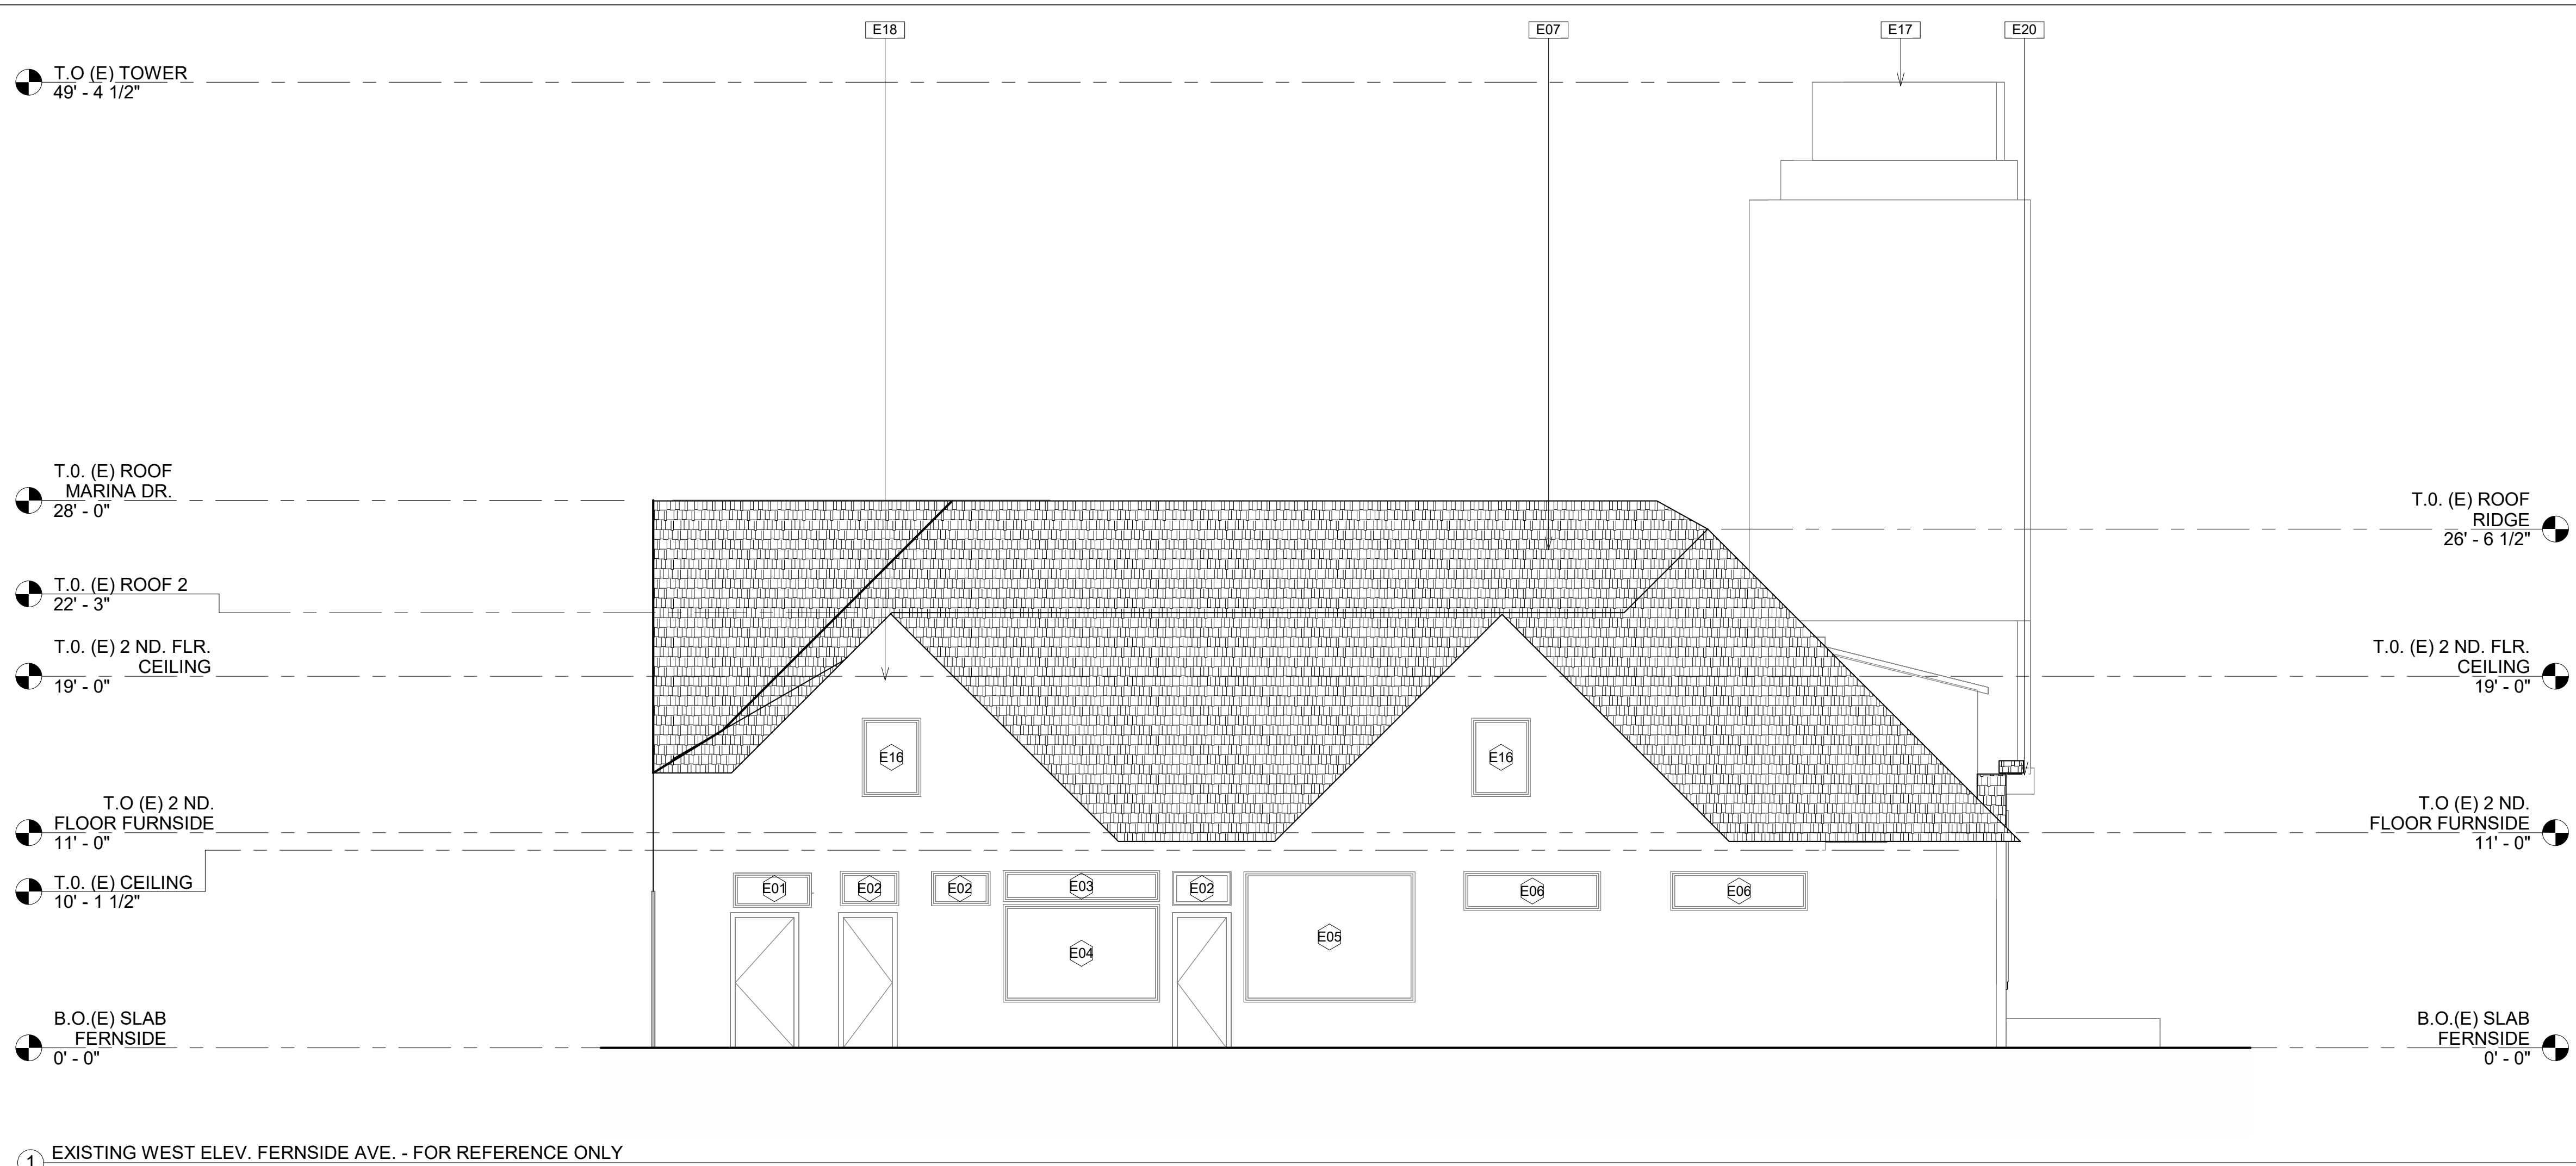 E18
E07
E17
E20
T.O (E) TOWER
49' - 4 1/2"
T.0. (E) ROOF
MARINA DR.
28' - 0"
T.0. (E) ROOF
RIDGE
26' - 6 1/2"
T.0. (E) ROOF 2
22' - 3"
T.0. (E) 2 ND. FLR.
CEILING
19' - 0"
T.0. (E) 2 ND. FLR.
CEILING
19' - 0"
E16
E16
T.O (E) 2 ND.
FLOOR FURNSIDE
11' - 0"
T.O (E) 2 ND.
FLOOR FURNSIDE
11' - 0"
T.0. (E) CEILING
10' - 1 1/2"
E01
E02
E02
E03
E02
E06
E06
E04
E05
B.O.(E) SLAB
FERNSIDE
0' - 0"
B.O.(E) SLAB
FERNSIDE
0' - 0"
1
EXISTING WEST ELEV. FERNSIDE AVE. - FOR REFERENCE ONLY